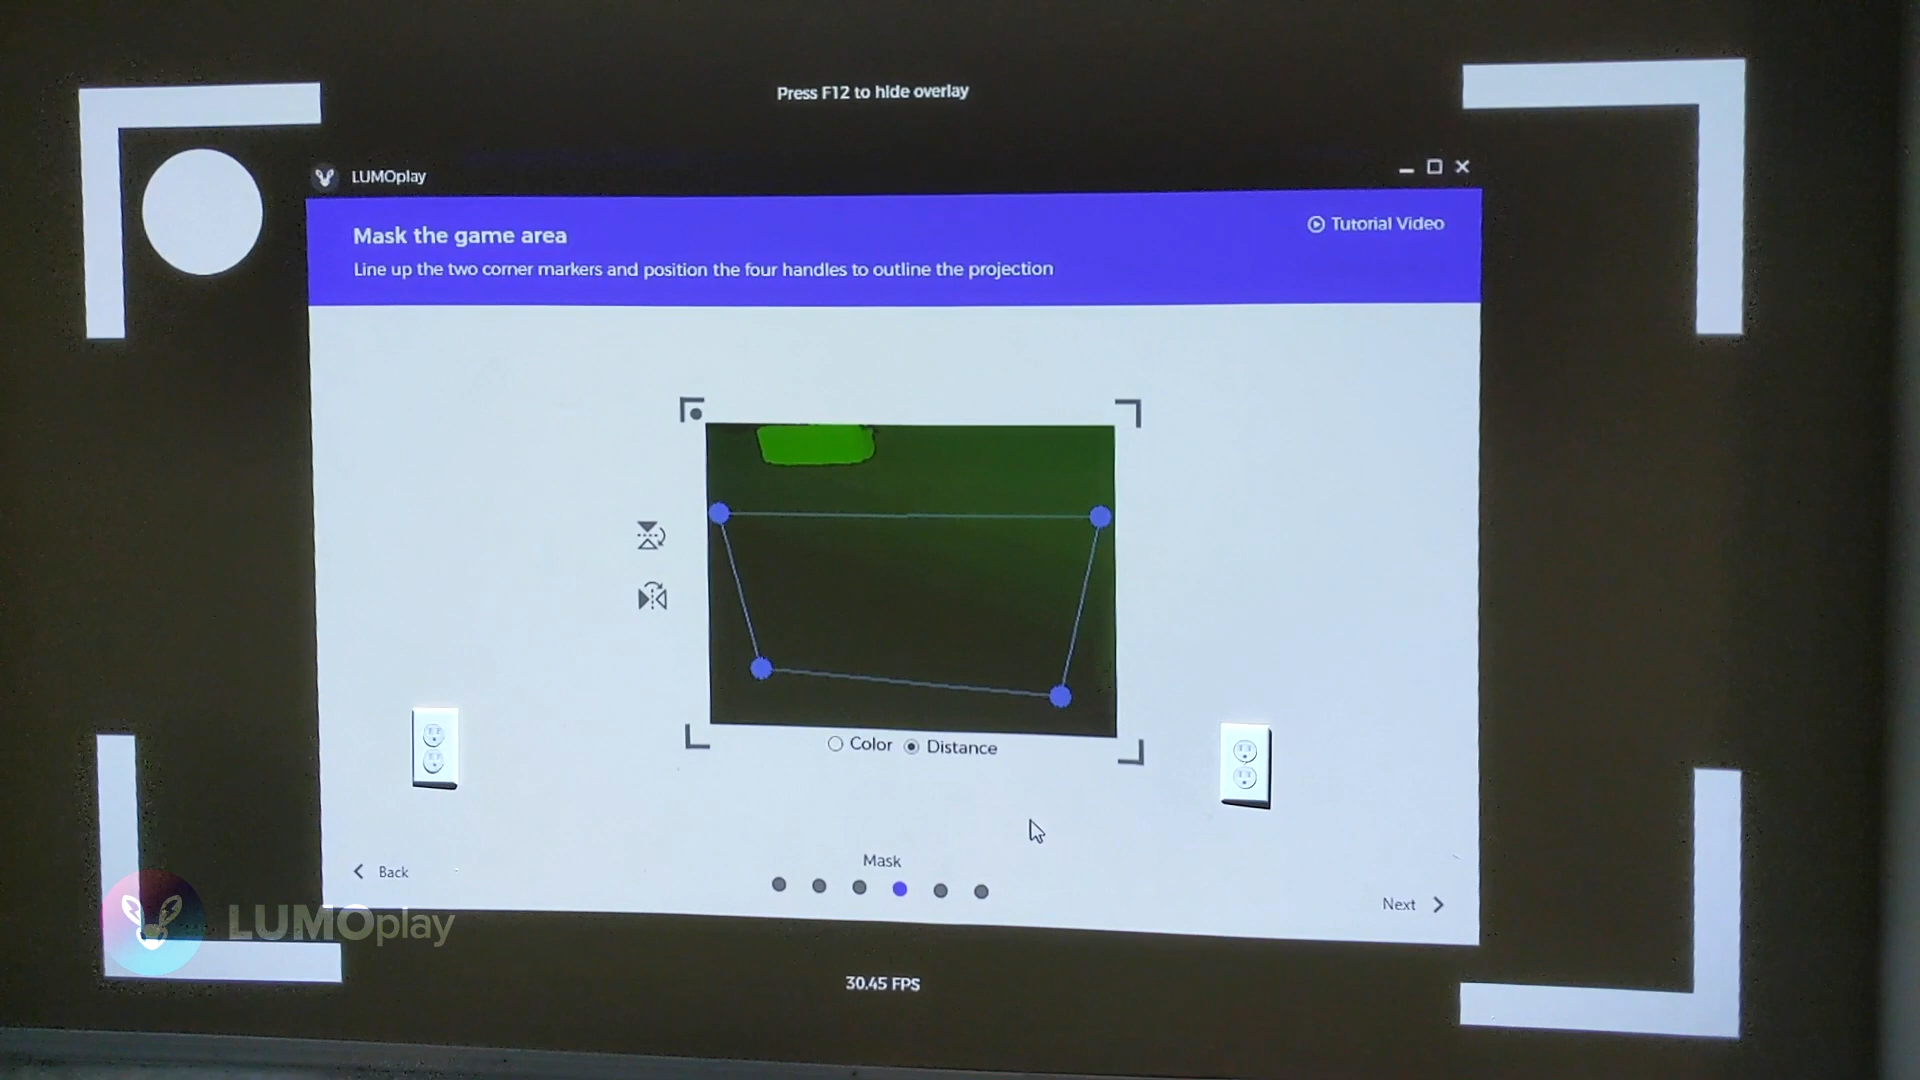 Press F12 to hide overlay
LUMOplay
Mask the game area
Tutorial Video
Line up the two corner markers and position the four handles to outline the projection
Color
Distance
Mask
Back
Next
LUMOplay
30.45 FPS